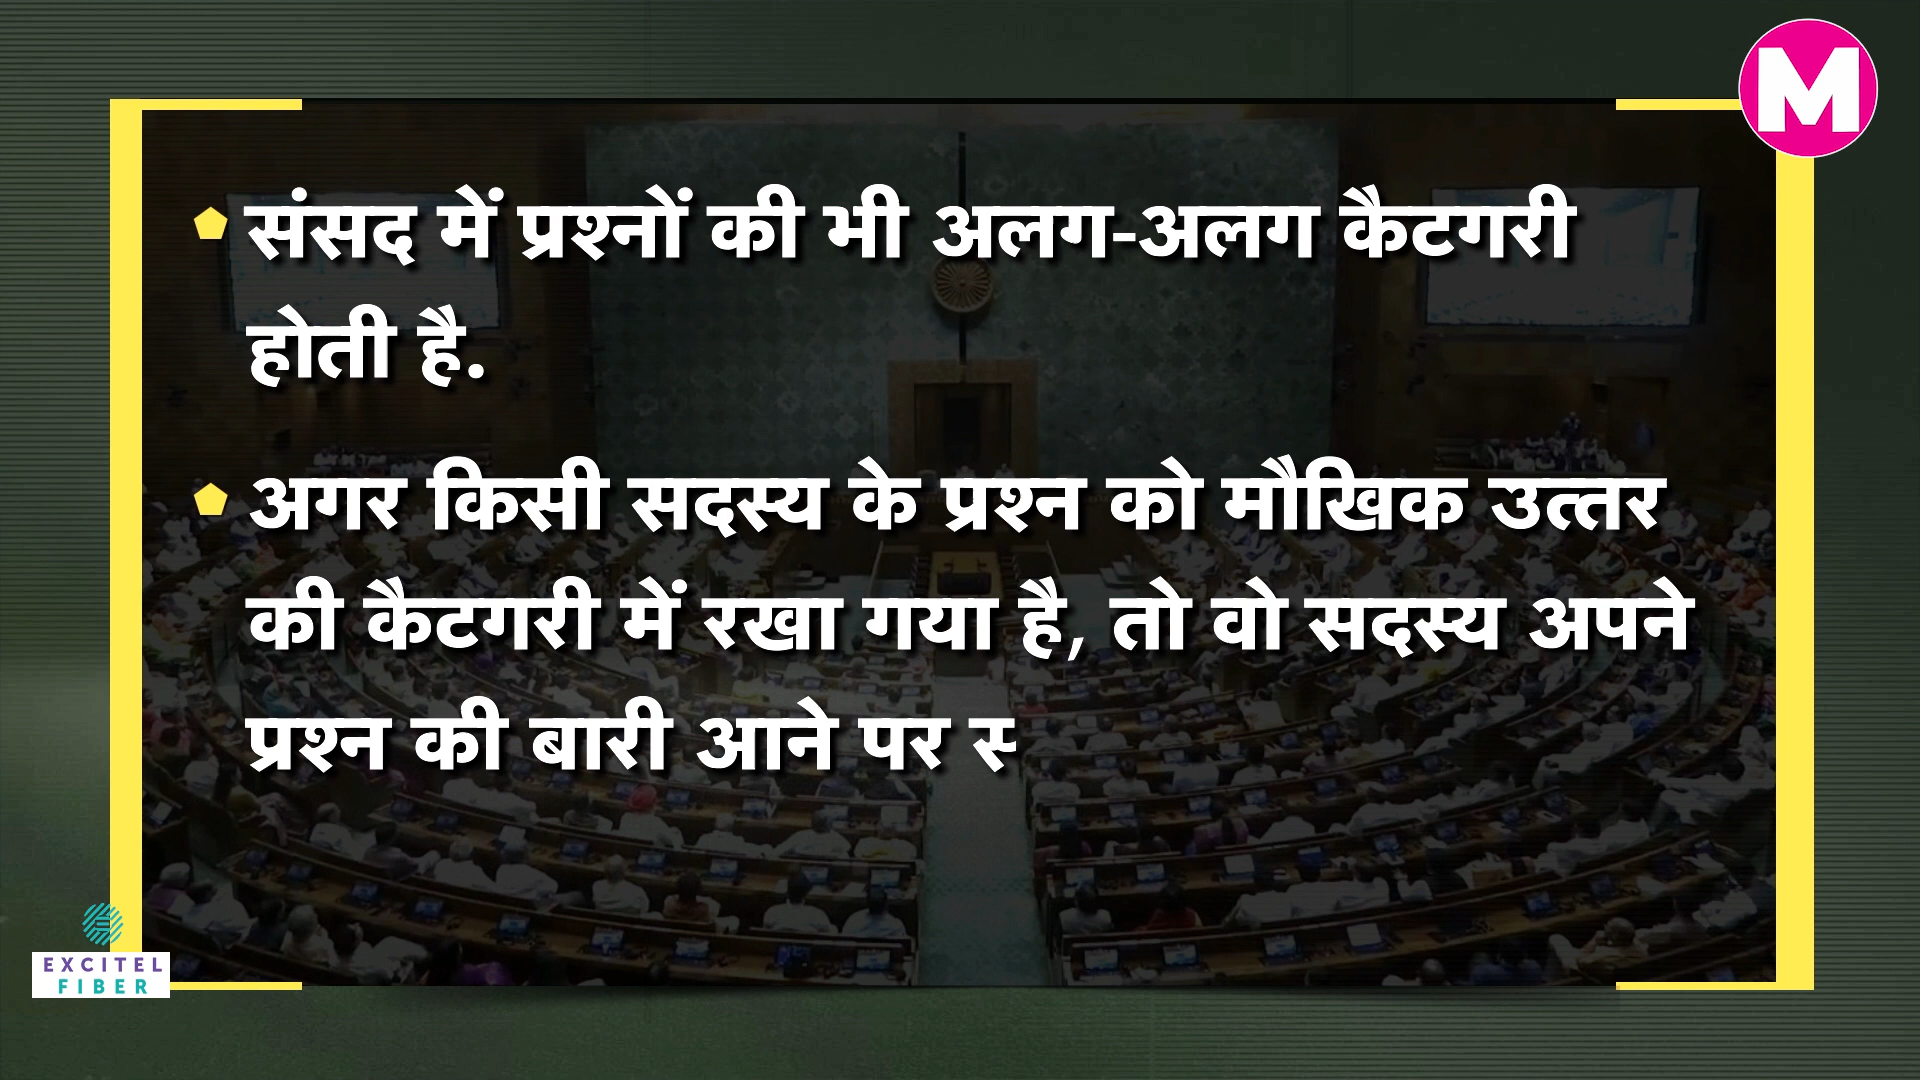 संसद में प्रश्नों की भी अलग-अलग कैटगरी
होती है.
अगर किसी सदस्य के प्रश्न को मौखिक उत्तर
की कैटगरी में रखा गया है, तो वो सदस्य अपने
प्रश्न की बारी आने पर स्
M
EXCITEL
FIBER